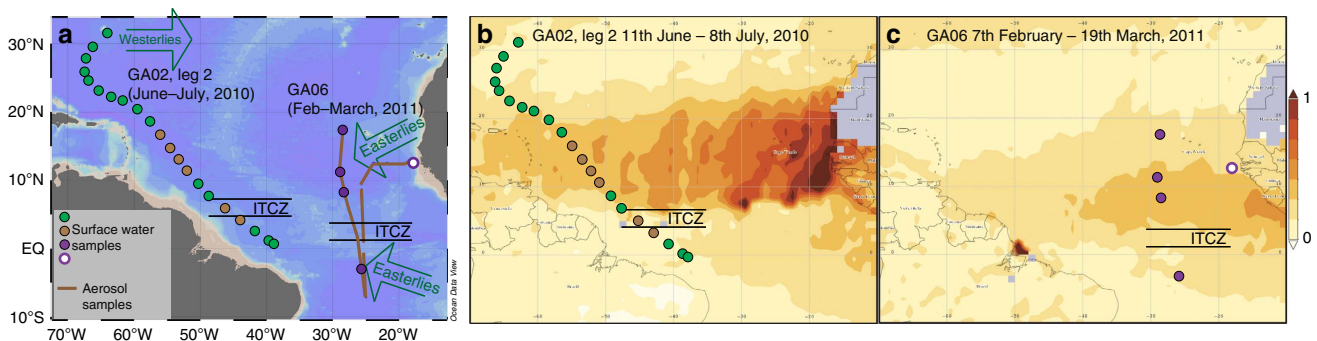 a
Westerlies
GA02, leg 2
(June–July, 2010)
GA06
(Feb–March, 2011)
Easterlies
ITCZ
ITCZ
Easterlies
Surface water
samples
Aerosol
samples
30°N
20°N
10°N
EQ
10°S
70°W
60°W
50°W
40°W
30°W
20°W
Ocean Data View
b
GA02, leg 2 11th June – 8th July, 2010
ITCZ
c
GA06 7th February – 19th March, 2011
ITCZ
1
0